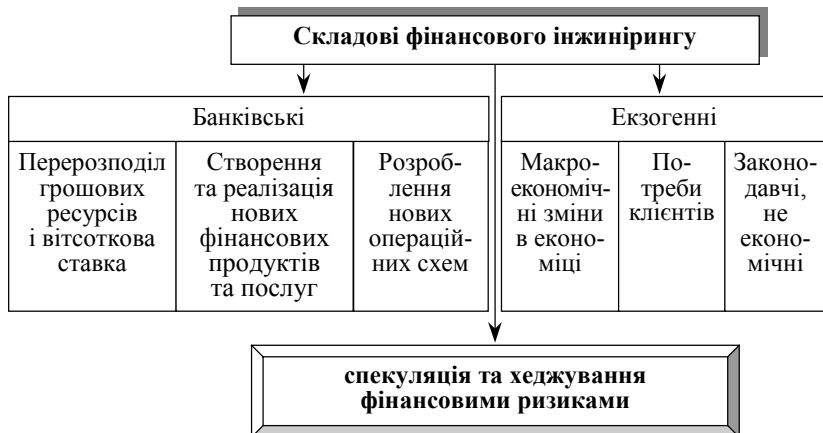 Складові фінансового інжинірингу
Банківські
Екзогенні
Перерозподіл
грошових
ресурсів
і вітсоткова
ставка
Створення
та реалізація
нових
фінансових
продуктів
та послуг
Розроб-
лення
нових
операцій-
них схем
Макро-
економіч-
ні зміни
в еконо-
міці
По-
треби
клієнтів
Законо-
давчі,
не
еконо-
мічні
спекуляція та хеджування
фінансовими ризиками